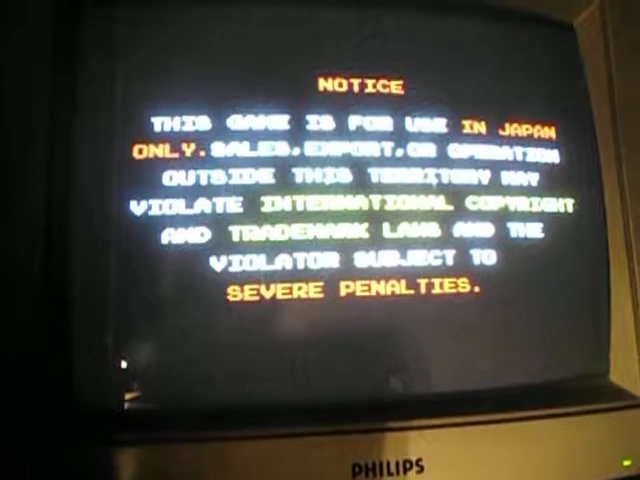 NOTICE
THIS GAME IS FOR USE IN JAPAN
ONLY.SALES,EXPORT,OR OPERATION
OUTSIDE THIS TERRITORY MAY
VIOLATE INTERNATIONAL COPYRIGHT
AND TRADEMARK LAWS AND THE
VIOLATOR SUBJECT TO
SEVERE PENALTIES.
PHILIPS